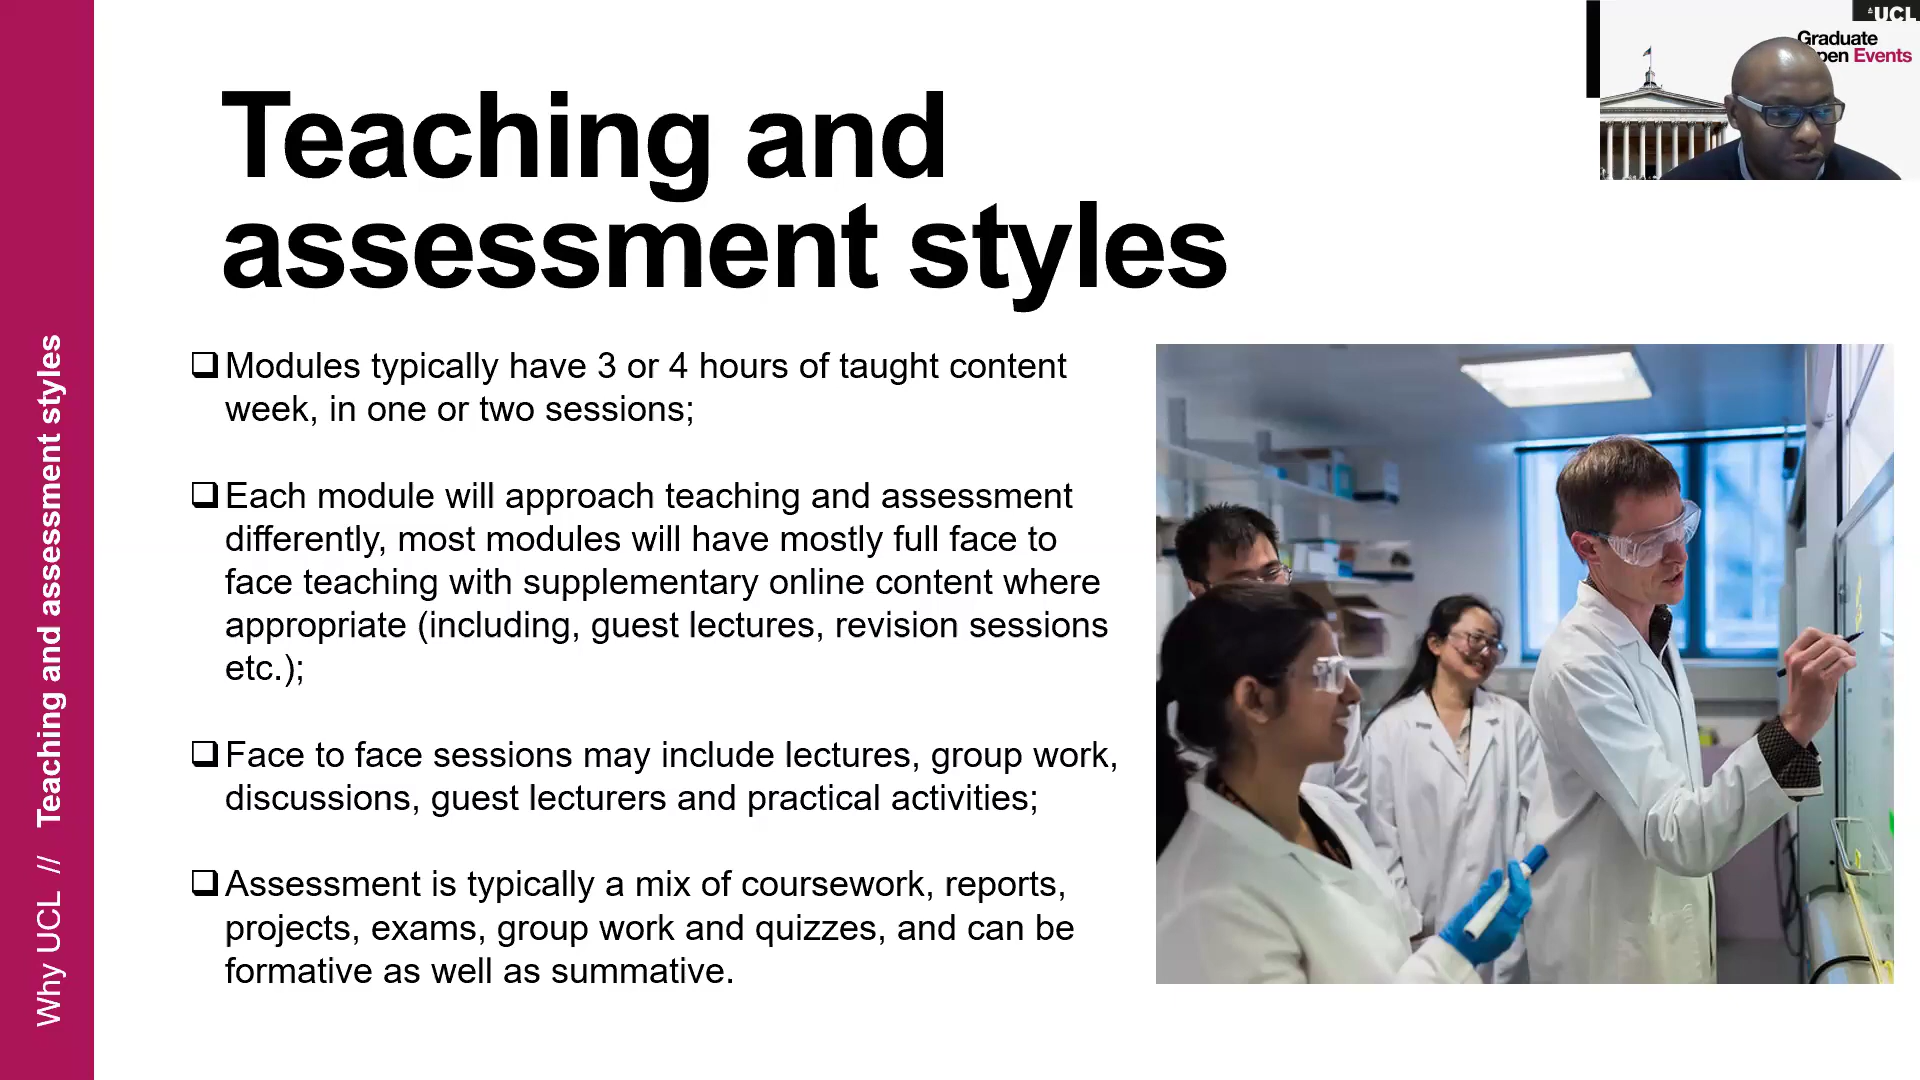 Teaching and
assessment styles
Modules typically have 3 or 4 hours of taught content
week, in one or two sessions;
Each module will approach teaching and assessment
differently, most modules will have mostly full face to
face teaching with supplementary online content where
appropriate (including, guest lectures, revision sessions
etc.);
Face to face sessions may include lectures, group work,
discussions, guest lecturers and practical activities;
Assessment is typically a mix of coursework, reports,
projects, exams, group work and quizzes, and can be
formative as well as summative.
Why UCL // Teaching and assessment styles
UCL
Graduate
pen Events